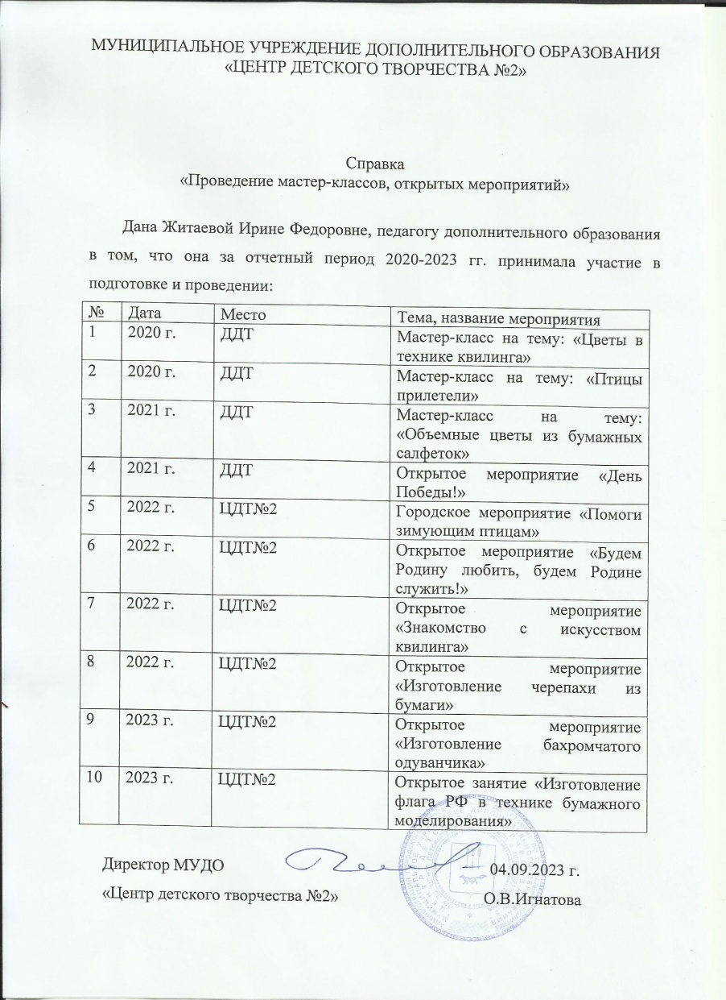 МУНИЦИПАЛЬНОЕ УЧРЕЖДЕНИЕ ДОПОЛНИТЕЛЬНОГО ОБРАЗОВАНИЯ
«ЦЕНТР ДЕТСКОГО ТВОРЧЕСТВА №2»
Справка
«Проведение мастер-классов, открытых мероприятий»
Дана Житаевой Ирине Федоровне, педагогу дополнительного образования
в том, что она за отчетный период 2020-2023 гг. принимала участие в
подготовке и проведении:
№ Дата Место Тема, название мероприятия
1 2020 г. ДДТ Мастер-класс на тему: «Цветы в
технике квилинга»
2 2020 г. ДДТ Мастер-класс на тему: «Птицы
прилетели»
3 2021 г. ДДТ Мастер-класс на тему:
«Объемные цветы из бумажных
салфеток»
4 2021 г. ДДТ Открытое мероприятие «День
Победы!»
5 2022 г. ЦДТ№2 Городское мероприятие «Помоги
зимующим птицам»
6 2022 г. ЦДТ№2 Открытое мероприятие «Будем
Родину любить, будем Родине
служить!»
7 2022 г. ЦДТ№2 Открытое мероприятие
«Знакомство с искусством
квилинга»
8 2022 г. ЦДТ№2 Открытое мероприятие
«Изготовление черепахи из
бумаги»
9 2023 г. ЦДТ№2 Открытое мероприятие
«Изготовление бахромчатого
одуванчика»
10 2023 г. ЦДТ№2 Открытое занятие «Изготовление
флага РФ в технике бумажного
моделирования»
Директор МУДО 04.09.2023 г.
«Центр детского творчества №2» О.В.Игнатова